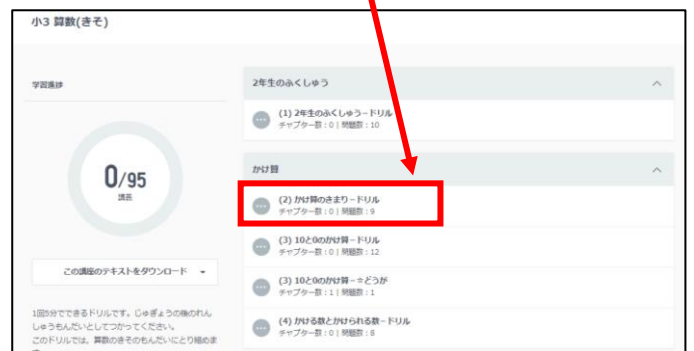 小3 算数(きそ)
学習進捗
0/95
講義
この講座のテキストをダウンロード
1回5分でできるドリルです。じゅぎょうの後のれん
しゅうもんだいとしてつかってください。
このドリルでは、算数のきそのもんだいにとり組めま
す。
2年生のふくしゅう
(1) 2年生のふくしゅう−ドリル
チャプター数:0 | 問題数:10
かけ算
(2) かけ算のきまり−ドリル
チャプター数:0 | 問題数:9
(3) 10と0のかけ算−ドリル
チャプター数:0 | 問題数:12
(3) 10と0のかけ算−☆どうが
チャプター数:1 | 問題数:1
(4) かける数とかけられる数−ドリル
チャプター数:0 | 問題数:8